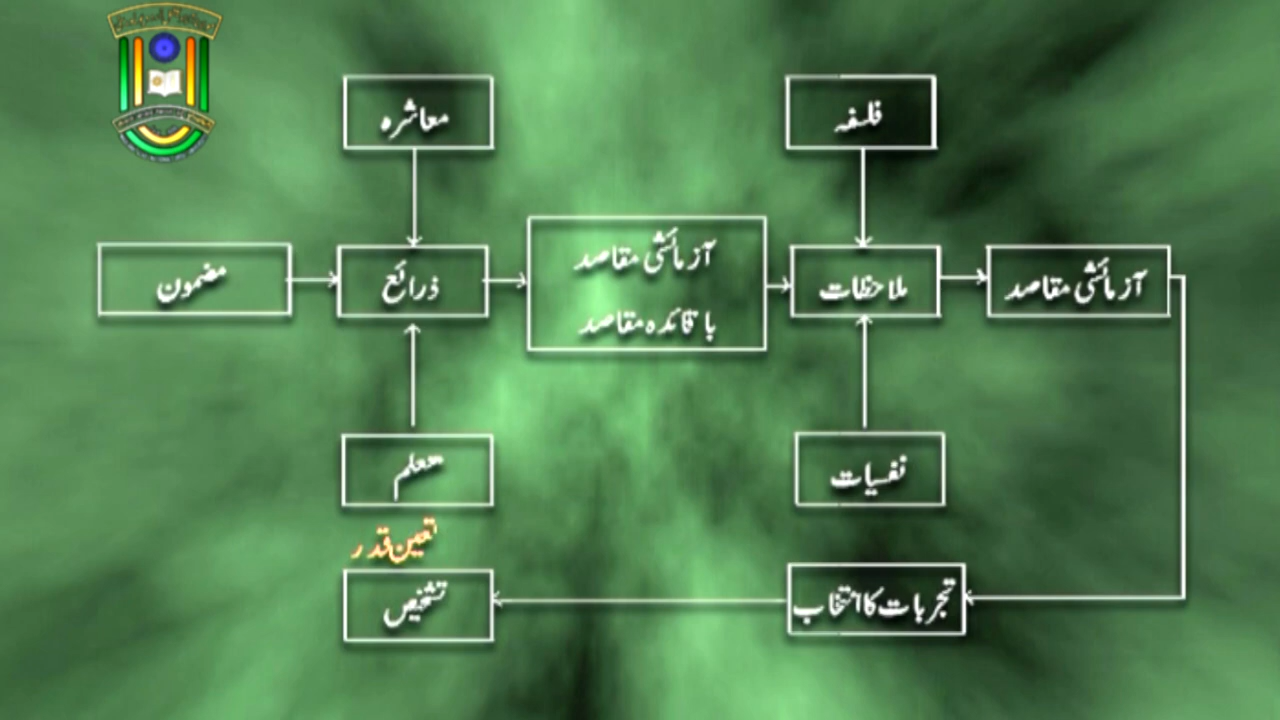 معاشرہ
فلسفہ
مضمون
ذرائع
آزمائشی مقاصد
باقائدہ مقاصد
ملاحظات
آزمائشی مقاصد
معلم
نفسیات
تعین قدر
تشخیص
تجربات کا انتخاب